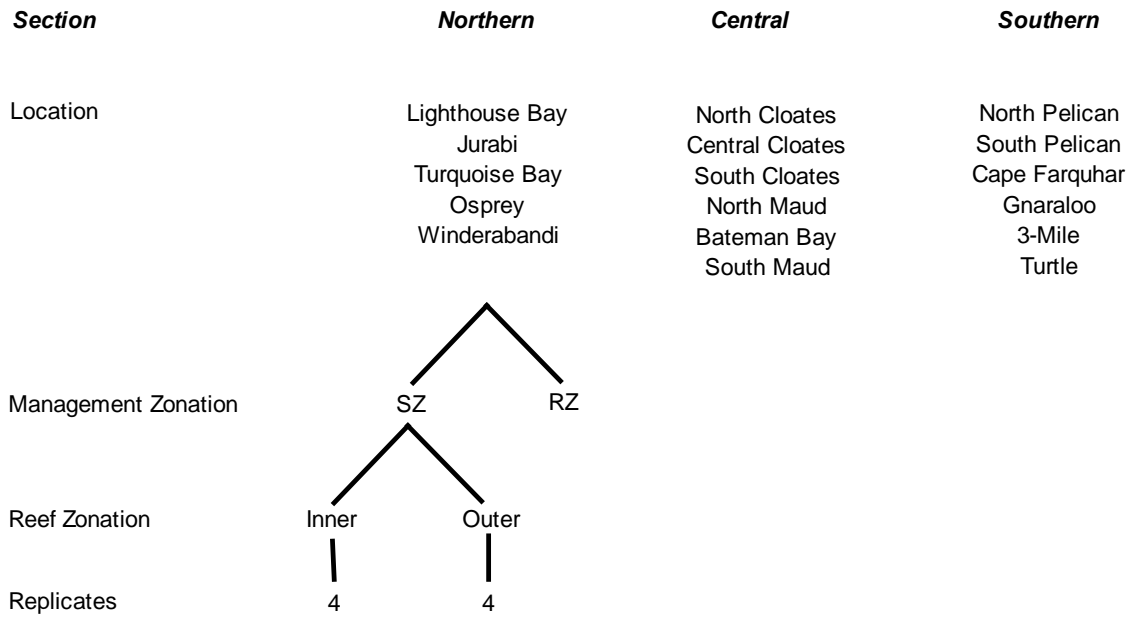 Section Northern Central Southern
Location Lighthouse Bay North Cloates North Pelican
Jurabi Central Cloates South Pelican
Turquoise Bay South Cloates Cape Farquhar
Osprey North Maud Gnaraloo
Winderabandi Bateman Bay 3-Mile
South Maud Turtle
Management Zonation SZ RZ
Reef Zonation Inner Outer
Replicates 4 4